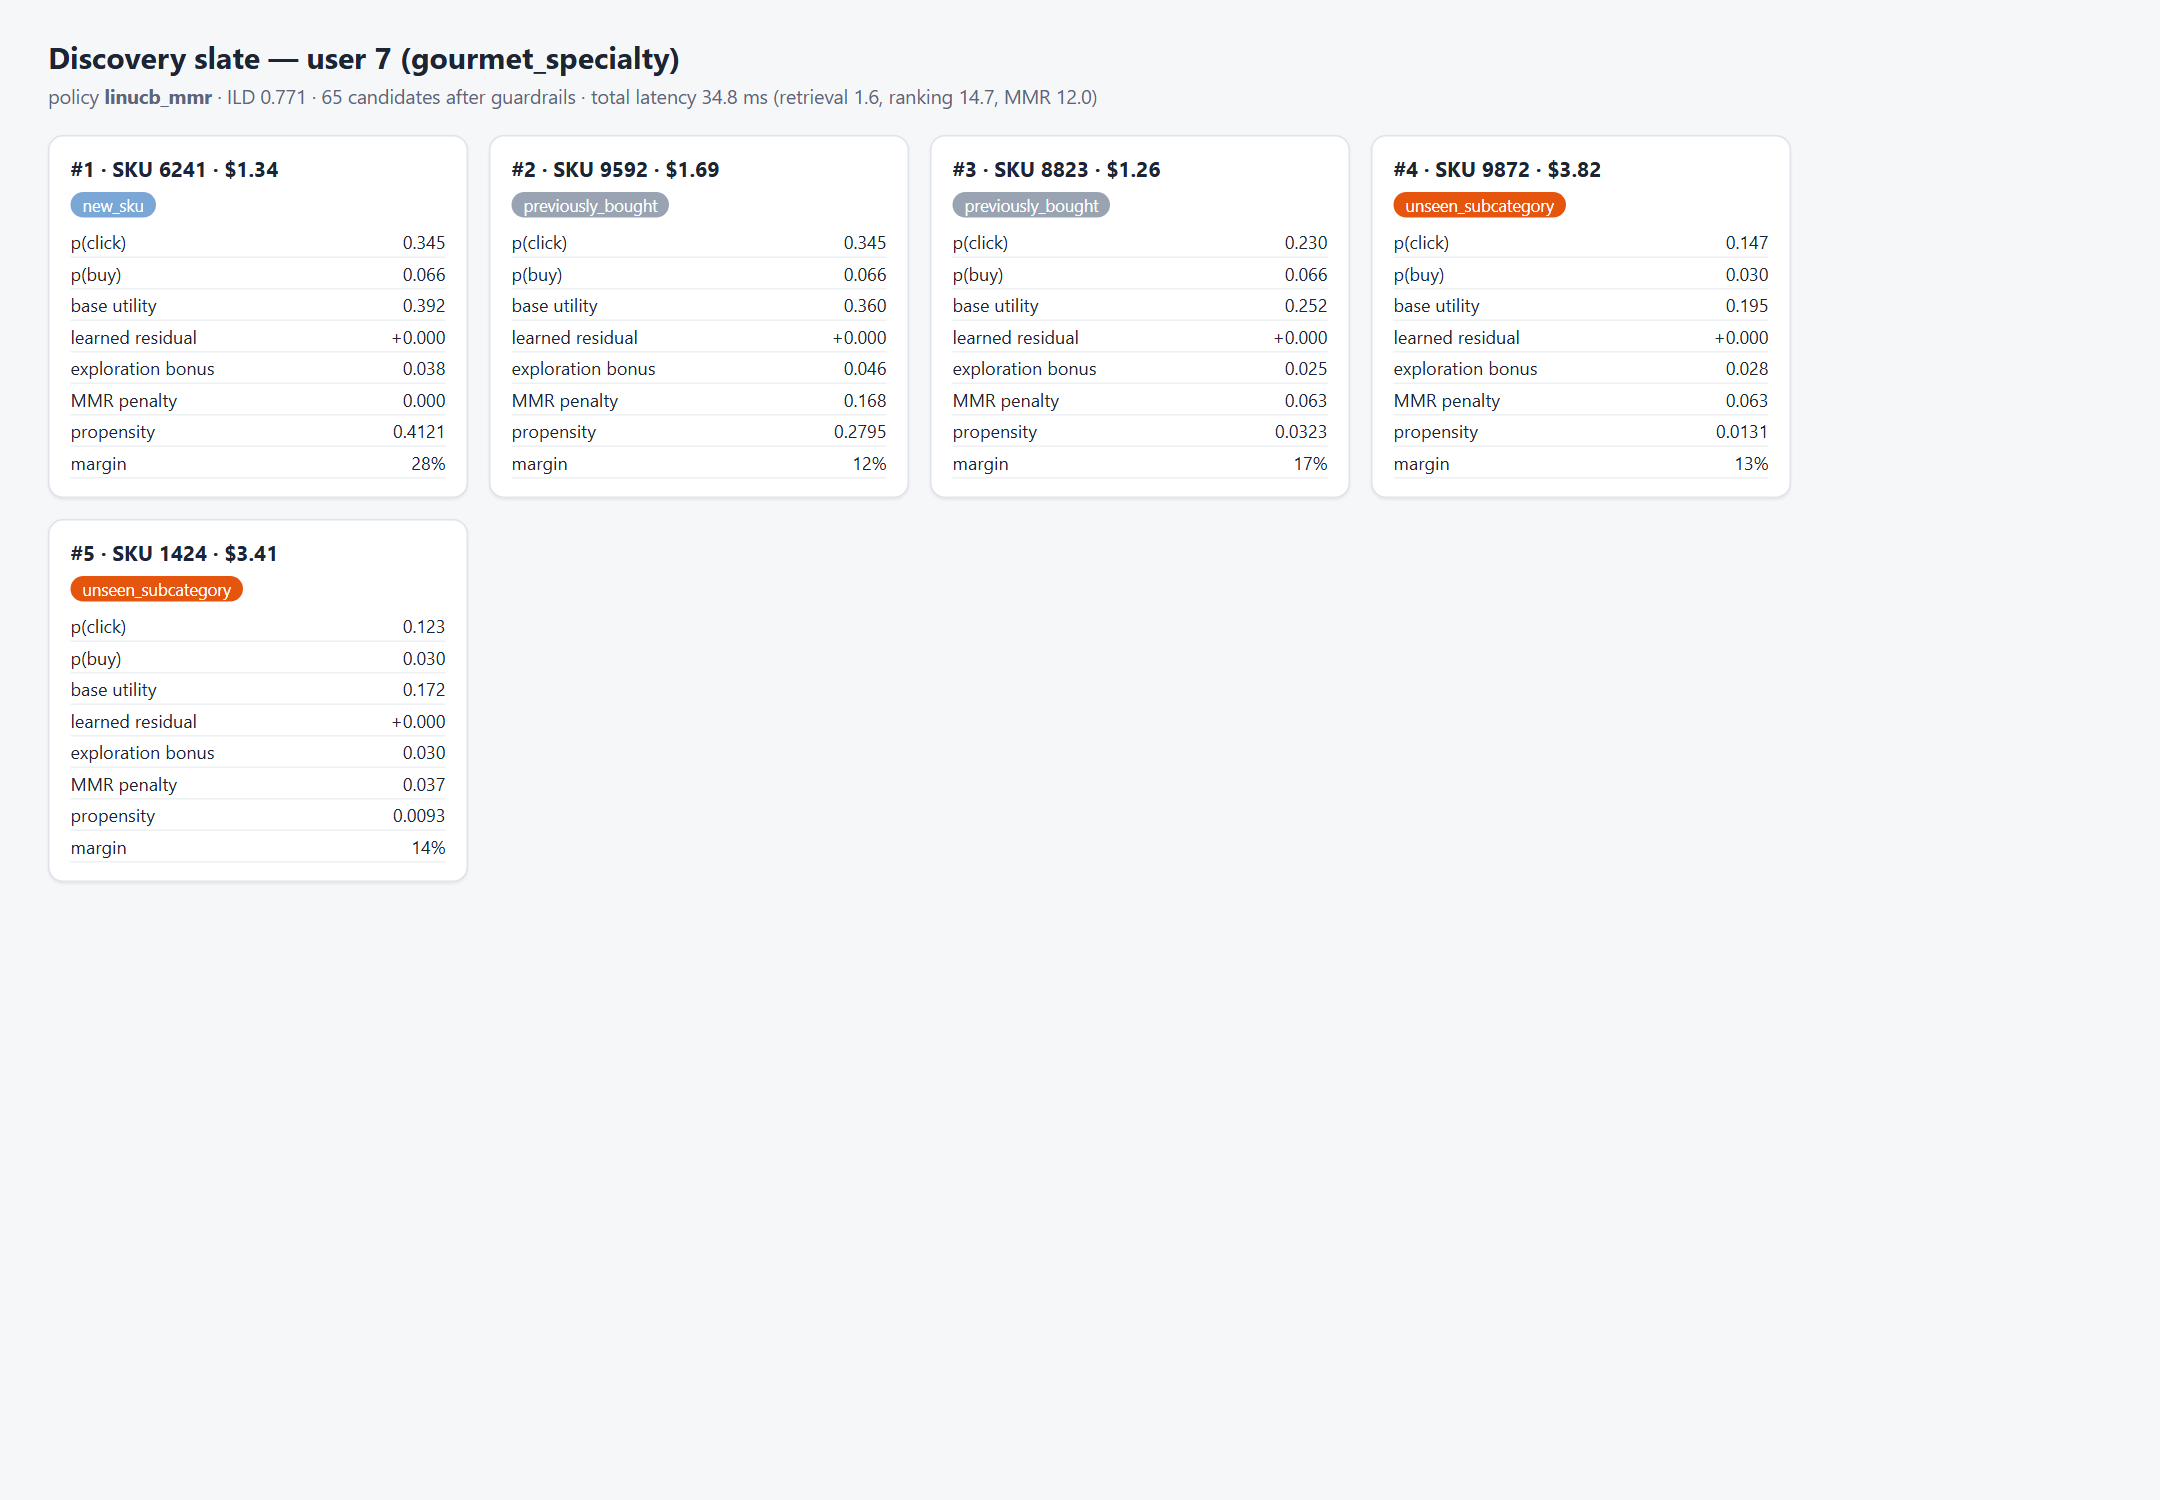 Discovery slate — user 7 (gourmet_specialty)
policy linucb_mmr · ILD 0.771 · 65 candidates after guardrails · total latency 34.8 ms (retrieval 1.6, ranking 14.7, MMR 12.0)
#1 · SKU 6241 · $1.34
new_sku
p(click) 0.345
p(buy) 0.066
base utility 0.392
learned residual +0.000
exploration bonus 0.038
MMR penalty 0.000
propensity 0.4121
margin 28%
#2 · SKU 9592 · $1.69
previously_bought
p(click) 0.345
p(buy) 0.066
base utility 0.360
learned residual +0.000
exploration bonus 0.046
MMR penalty 0.168
propensity 0.2795
margin 12%
#3 · SKU 8823 · $1.26
previously_bought
p(click) 0.230
p(buy) 0.066
base utility 0.252
learned residual +0.000
exploration bonus 0.025
MMR penalty 0.063
propensity 0.0323
margin 17%
#4 · SKU 9872 · $3.82
unseen_subcategory
p(click) 0.147
p(buy) 0.030
base utility 0.195
learned residual +0.000
exploration bonus 0.028
MMR penalty 0.063
propensity 0.0131
margin 13%
#5 · SKU 1424 · $3.41
unseen_subcategory
p(click) 0.123
p(buy) 0.030
base utility 0.172
learned residual +0.000
exploration bonus 0.030
MMR penalty 0.037
propensity 0.0093
margin 14%